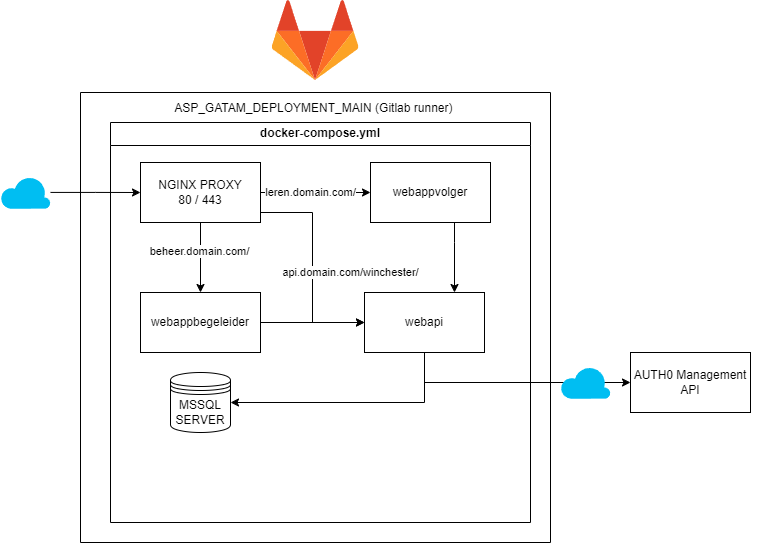 ASP_GATAM_DEPLOYMENT_MAIN (Gitlab runner)
docker-compose.yml
NGINX PROXY
80 / 443
leren.domain.com/
webappvolger
beheer.domain.com/
api.domain.com/winchester/
webappbegeleider
webapi
AUTH0 Management
API
MSSQL
SERVER